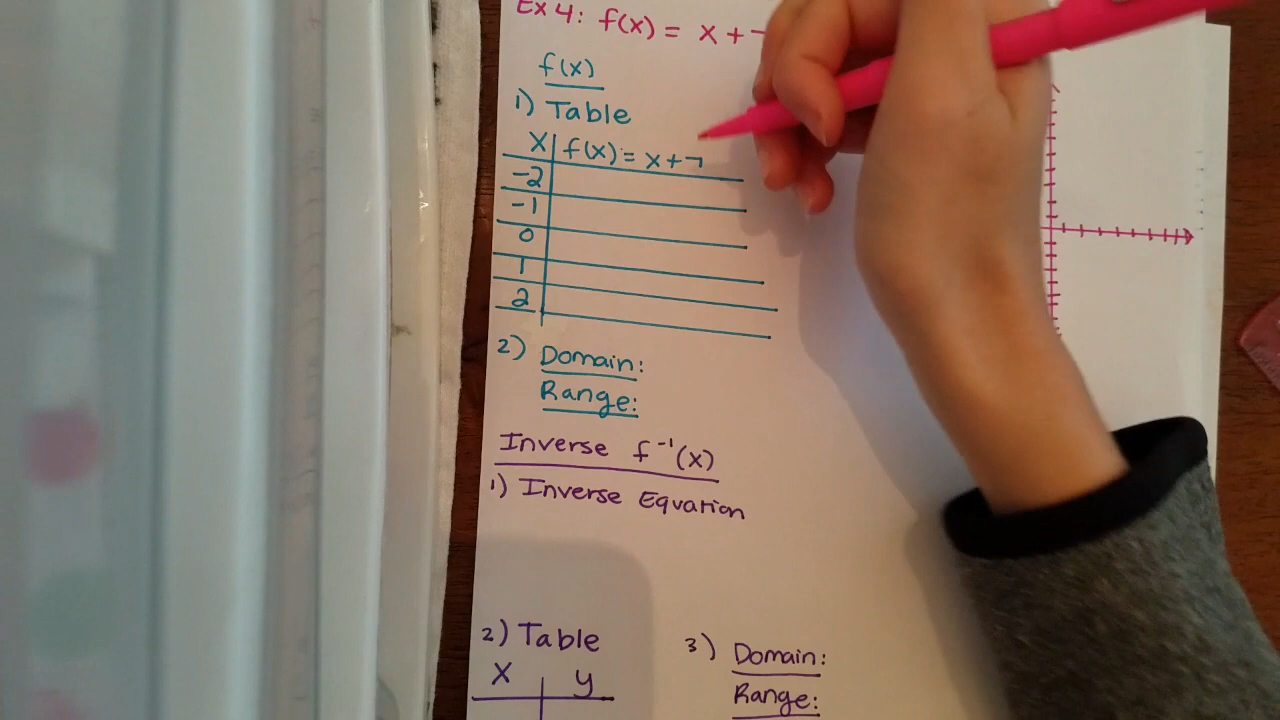 Ex 4: f(x) = x + 7
f(x)
1) Table
X f(x) = x + 7
-2
-1
0
1
2
2) Domain:
Range:
Inverse f⁻¹(x)
1) Inverse Equation
2) Table
X y
3) Domain:
Range: